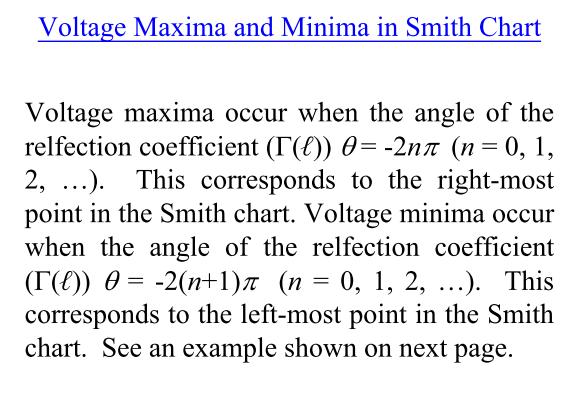 Voltage Maxima and Minima in Smith Chart
Voltage maxima occur when the angle of the
relfection coefficient (Γ(ℓ)) θ = -2nπ (n = 0, 1,
2, …). This corresponds to the right-most
point in the Smith chart. Voltage minima occur
when the angle of the relfection coefficient
(Γ(ℓ)) θ = -2(n+1)π (n = 0, 1, 2, …). This
corresponds to the left-most point in the Smith
chart. See an example shown on next page.